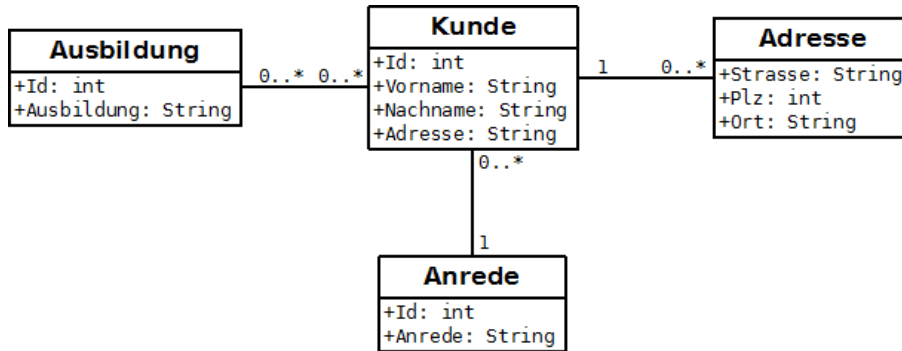 Ausbildung
+Id: int
+Ausbildung: String
0..* 0..*
Kunde
+Id: int
+Vorname: String
+Nachname: String
+Adresse: String
1 0..*
Adresse
+Strasse: String
+Plz: int
+Ort: String
0..*
1
Anrede
+Id: int
+Anrede: String